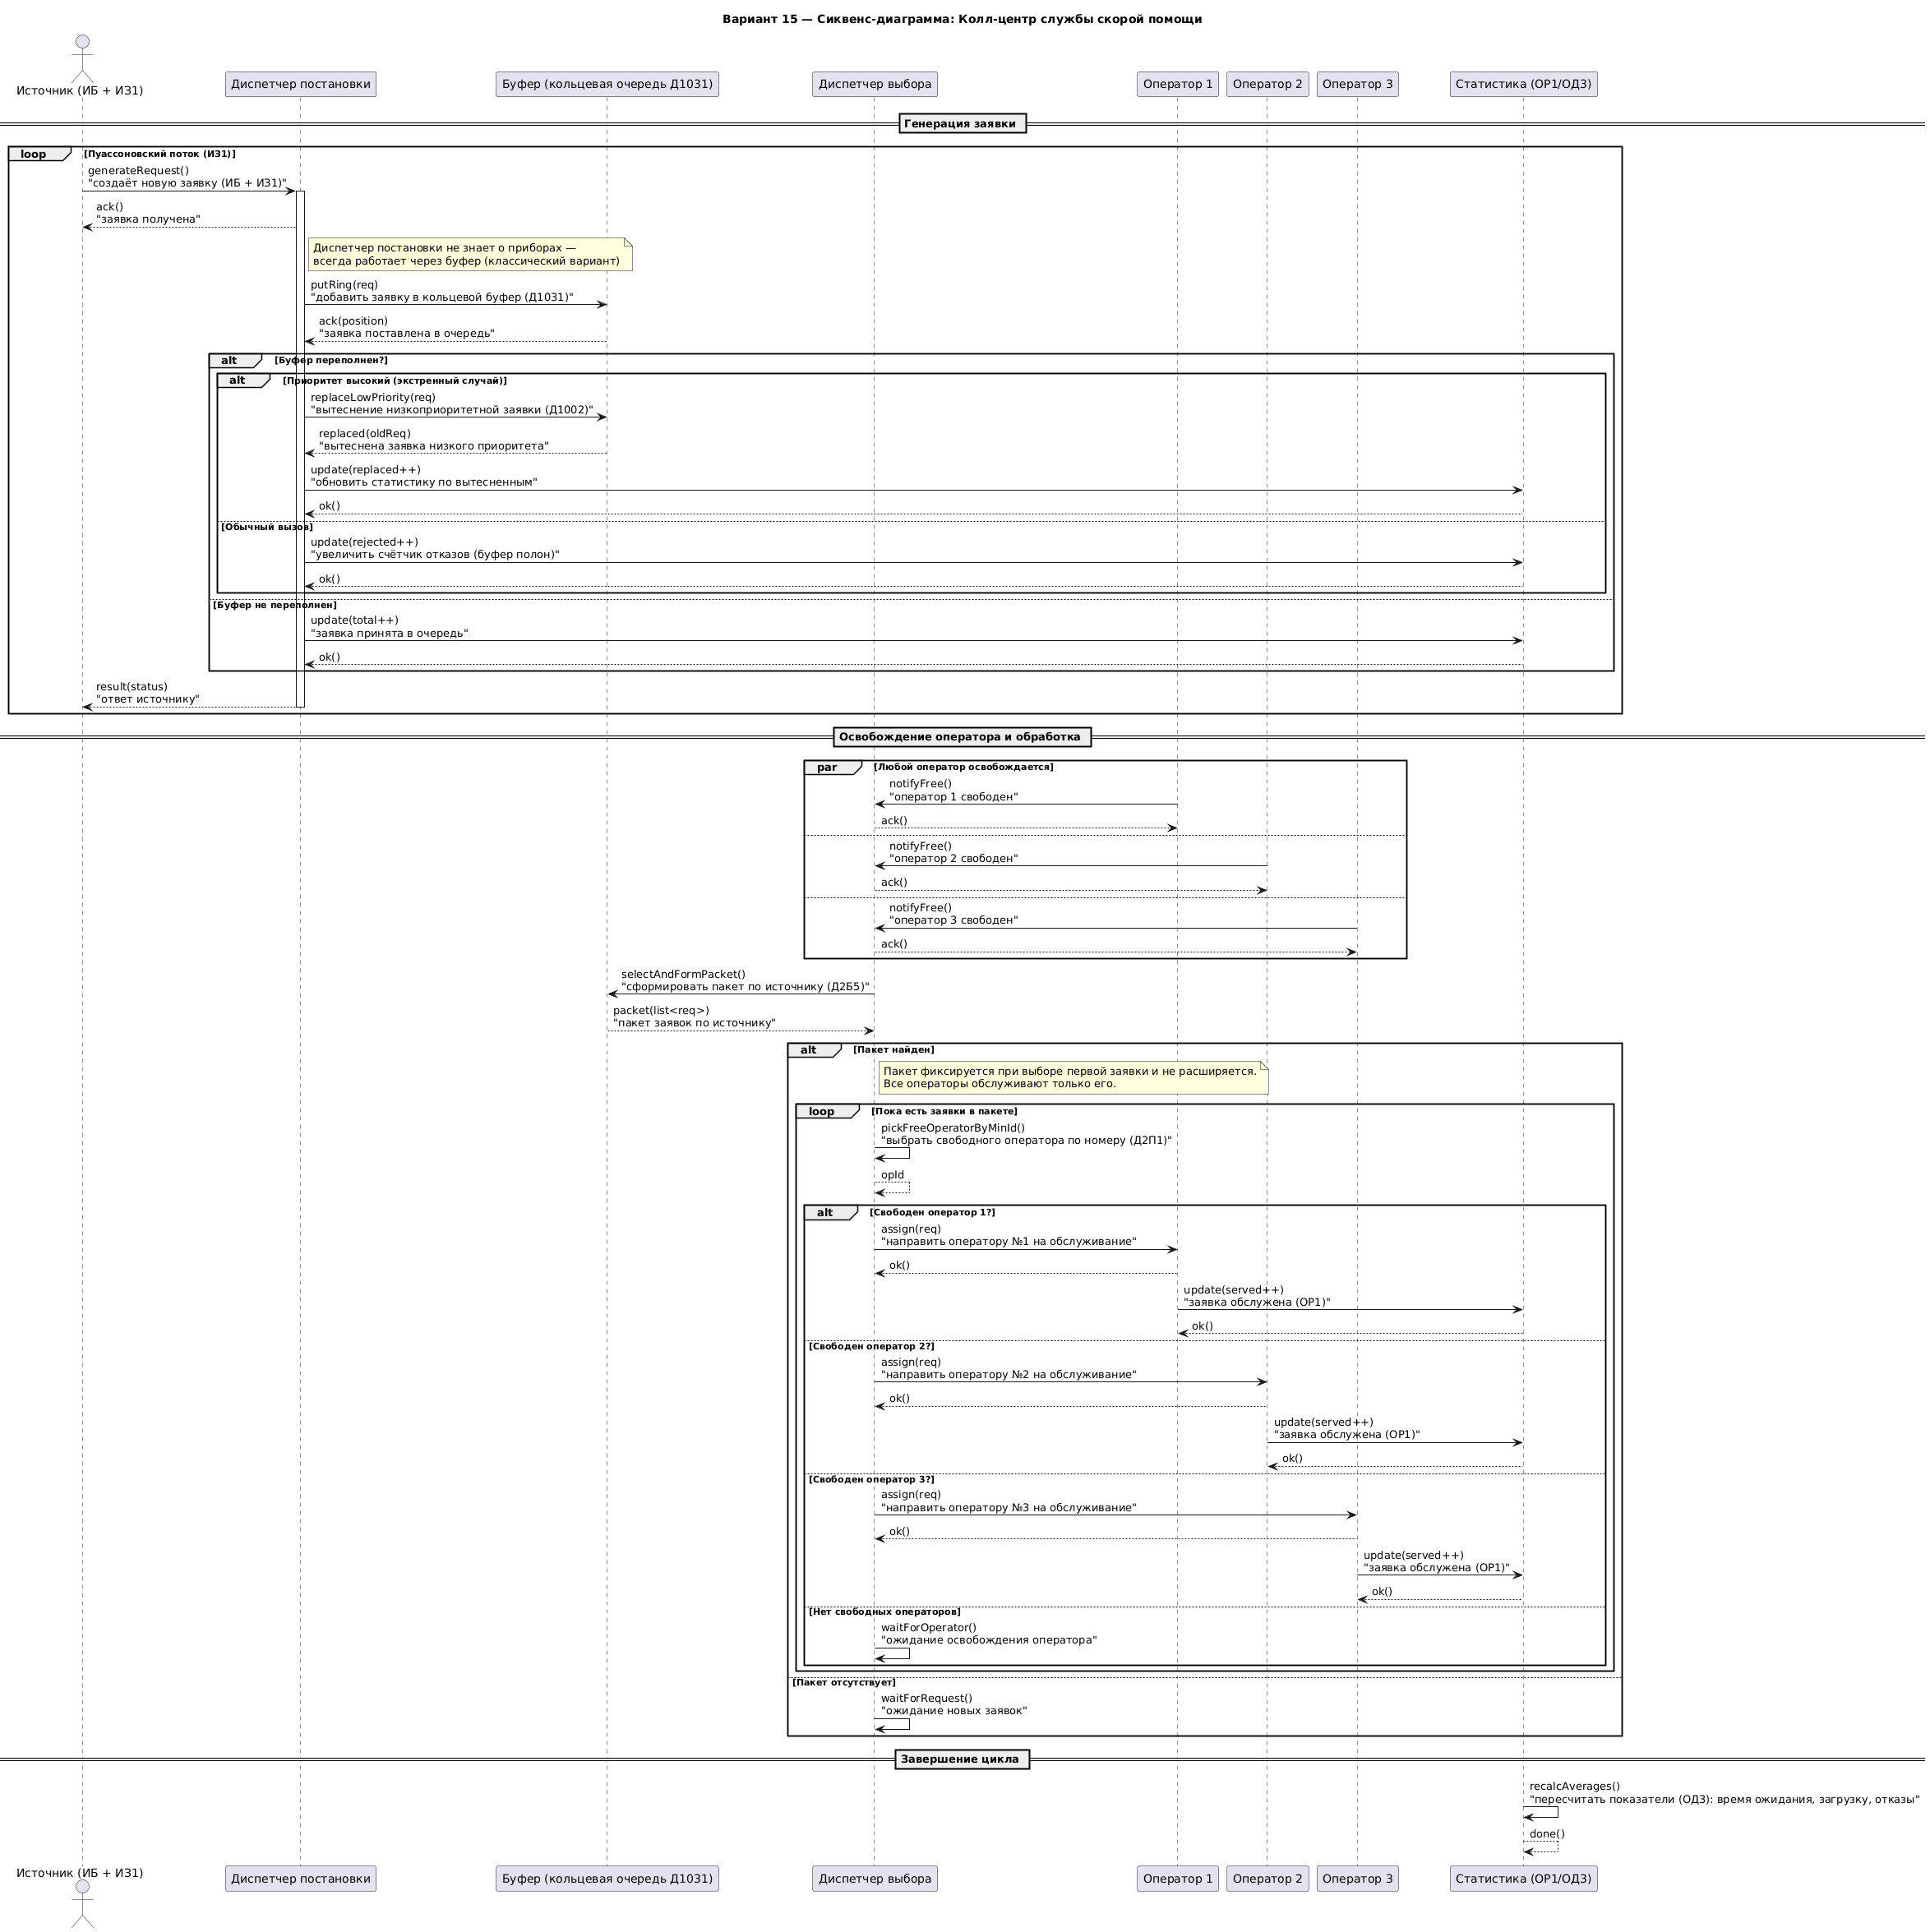 Вариант 15 — Сиквенс-диаграмма: Колл-центр службы скорой помощи
Источник (ИБ + ИЗ1)
Диспетчер постановки
Буфер (кольцевая очередь Д1ОЗ1)
Диспетчер выбора
Оператор 1
Оператор 2
Оператор 3
Статистика (ОР1/ОД3)
Генерация заявки
loop
[Пуассоновский поток (ИЗ1)]
generateRequest()
"создаёт новую заявку (ИБ + ИЗ1)"
ack()
"заявка получена"
Диспетчер постановки не знает о приборах —
всегда работает через буфер (классический вариант)
putRing(req)
"добавить заявку в кольцевой буфер (Д1ОЗ1)"
ack(position)
"заявка поставлена в очередь"
alt
[Буфер переполнен?]
alt
[Приоритет высокий (экстренный случай)]
replaceLowPriority(req)
"вытеснение низкоприоритетной заявки (Д1ОО2)"
replaced(oldReq)
"вытеснена заявка низкого приоритета"
update(replaced++)
"обновить статистику по вытесненным"
ok()
[Обычный вызов]
update(rejected++)
"увеличить счётчик отказов (буфер полон)"
ok()
[Буфер не переполнен]
update(total++)
"заявка принята в очередь"
ok()
result(status)
"ответ источнику"
Освобождение оператора и обработка
par
[Любой оператор освобождается]
notifyFree()
"оператор 1 свободен"
ack()
notifyFree()
"оператор 2 свободен"
ack()
notifyFree()
"оператор 3 свободен"
ack()
selectAndFormPacket()
"сформировать пакет по источнику (Д2Б5)"
packet(list<req>)
"пакет заявок по источнику"
alt
[Пакет найден]
Пакет фиксируется при выборе первой заявки и не расширяется.
Все операторы обслуживают только его.
loop
[Пока есть заявки в пакете]
pickFreeOperatorByMinId()
"выбрать свободного оператора по номеру (Д2П1)"
opId
alt
[Свободен оператор 1?]
assign(req)
"направить оператору №1 на обслуживание"
ok()
update(served++)
"заявка обслужена (ОР1)"
ok()
[Свободен оператор 2?]
assign(req)
"направить оператору №2 на обслуживание"
ok()
update(served++)
"заявка обслужена (ОР1)"
ok()
[Свободен оператор 3?]
assign(req)
"направить оператору №3 на обслуживание"
ok()
update(served++)
"заявка обслужена (ОР1)"
ok()
[Нет свободных операторов]
waitForOperator()
"ожидание освобождения оператора"
[Пакет отсутствует]
waitForRequest()
"ожидание новых заявок"
Завершение цикла
recalcAverages()
"пересчитать показатели (ОД3): время ожидания, загрузку, отказы"
done()
Источник (ИБ + ИЗ1)
Диспетчер постановки
Буфер (кольцевая очередь Д1ОЗ1)
Диспетчер выбора
Оператор 1
Оператор 2
Оператор 3
Статистика (ОР1/ОД3)